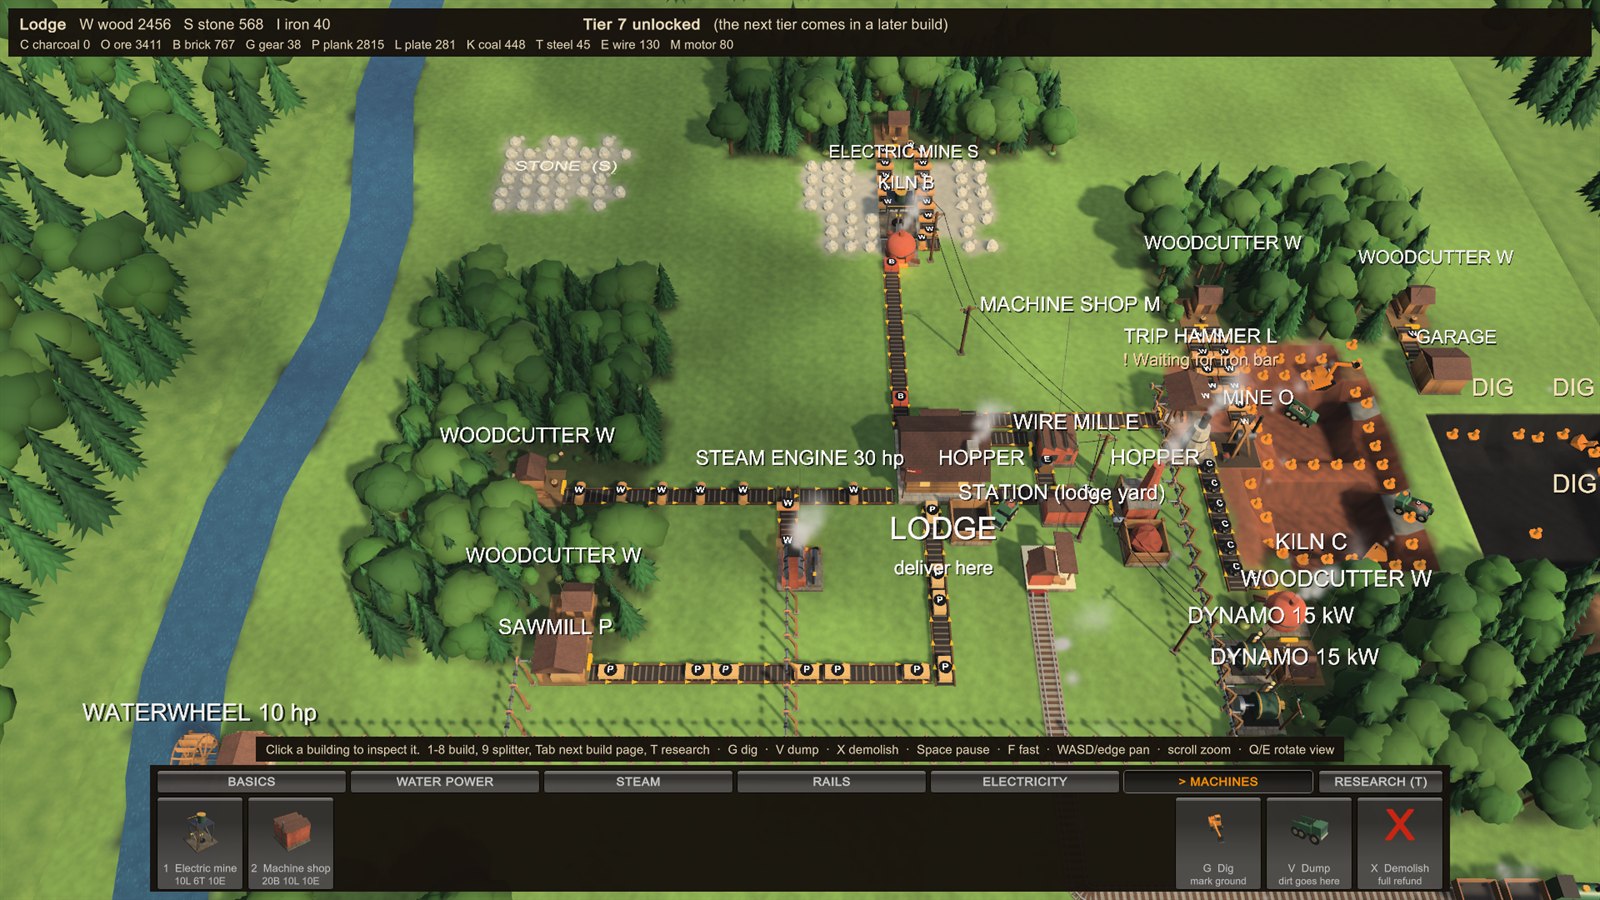 Lodge W wood 2456 S stone 568 I iron 40
Tier 7 unlocked (the next tier comes in a later build)
C charcoal 0 O ore 3411 B brick 767 G gear 38 P plank 2815 L plate 281 K coal 448 T steel 45 E wire 130 M motor 80
ELECTRIC MINE S
STONE (S)
KILN B
WOODCUTTER W
WOODCUTTER W
MACHINE SHOP M
TRIP HAMMER L
! Waiting for iron bar
GARAGE
DIG DIG
MINE O
WIRE MILL E
WOODCUTTER W
STEAM ENGINE 30 hp
HOPPER
HOPPER
DIG
STATION (lodge yard)
LODGE
deliver here
KILN C
WOODCUTTER W
WOODCUTTER W
DYNAMO 15 kW
SAWMILL P
DYNAMO 15 kW
WATERWHEEL 10 hp
Click a building to inspect it. 1-8 build, 9 splitter, Tab next build page, T research · G dig · V dump · X demolish · Space pause · F fast · WASD/edge pan · scroll zoom · Q/E rotate view
BASICS WATER POWER STEAM RAILS ELECTRICITY > MACHINES RESEARCH (T)
1 Electric mine
10L 6T 10E
2 Machine shop
20B 10L 10E
G Dig
mark ground
V Dump
dirt goes here
X Demolish
full refund